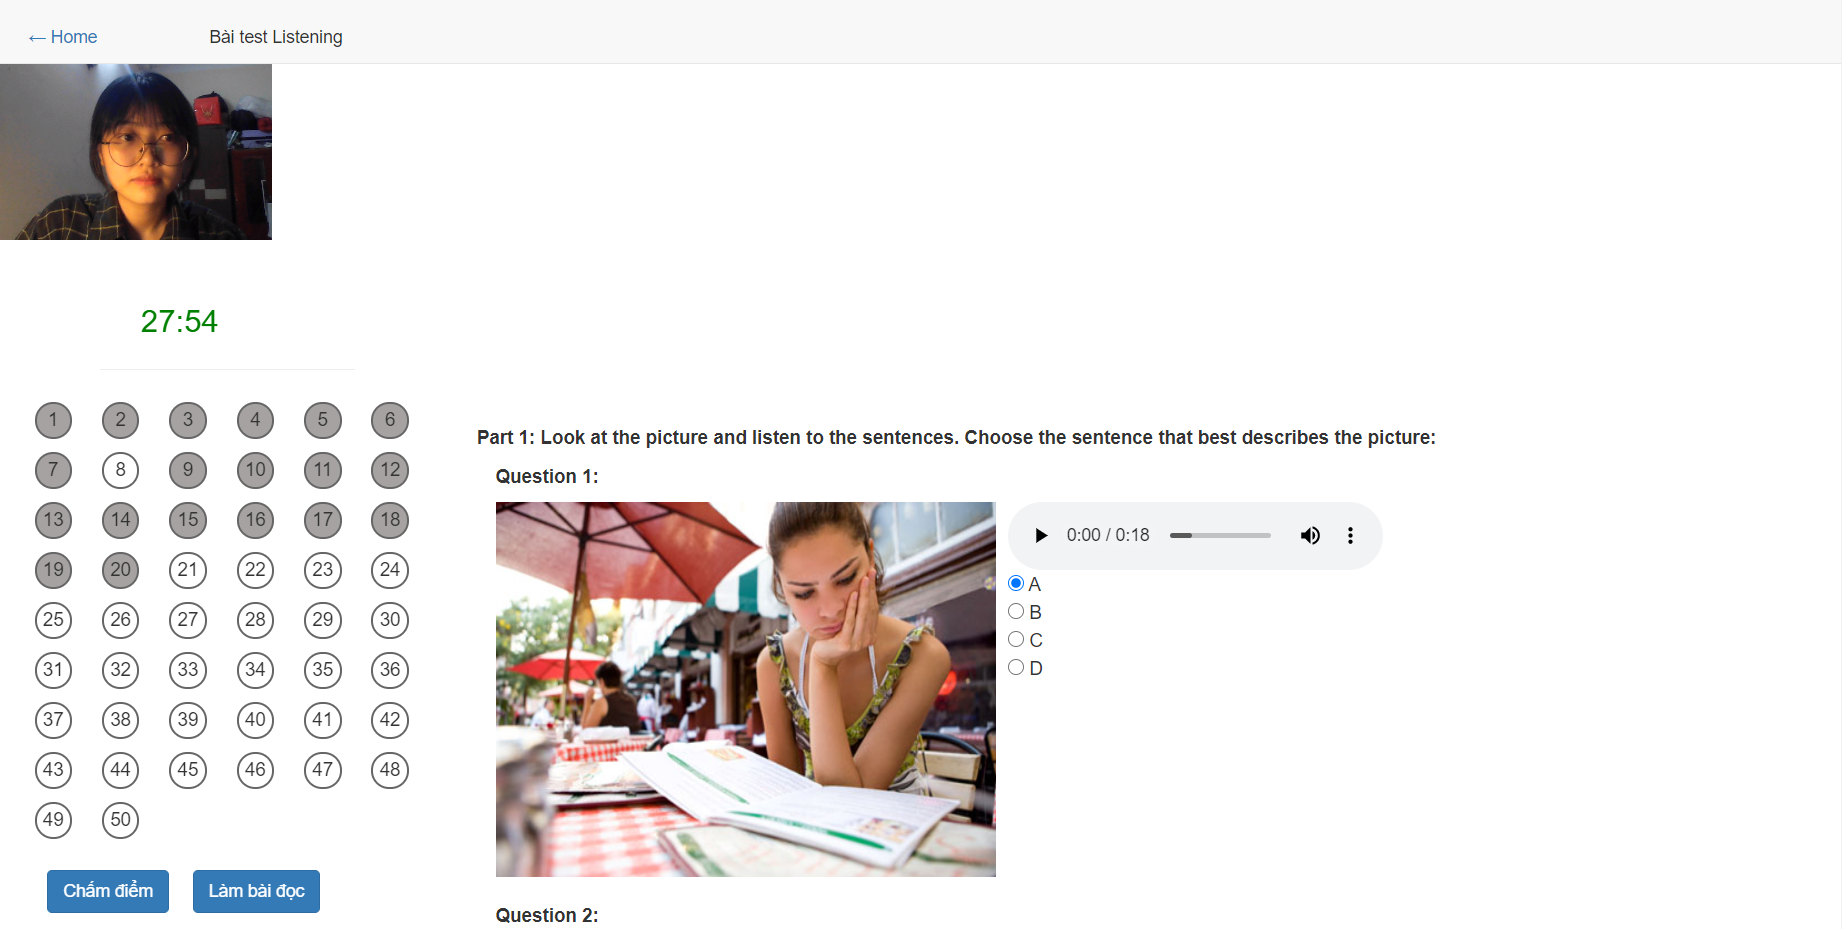 ← Home
Bài test Listening
27:54
1 2 3 4 5 6
7 8 9 10 11 12
13 14 15 16 17 18
19 20 21 22 23 24
25 26 27 28 29 30
31 32 33 34 35 36
37 38 39 40 41 42
43 44 45 46 47 48
49 50
Chấm điểm
Làm bài đọc
Part 1: Look at the picture and listen to the sentences. Choose the sentence that best describes the picture:
Question 1:
0:00 / 0:18
A
B
C
D
Question 2: